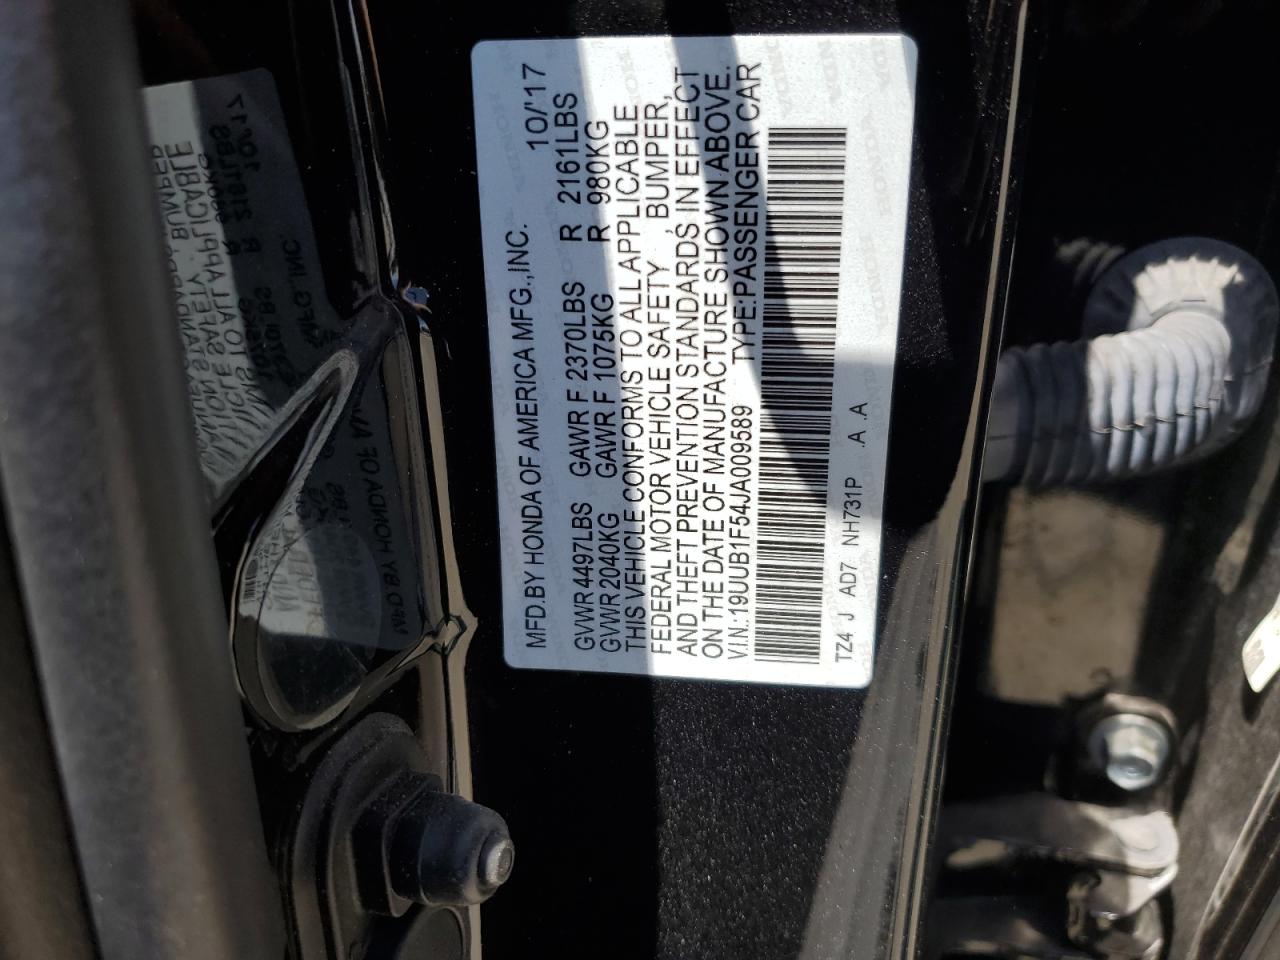 MFD.BY HONDA OF AMERICA MFG.,INC. 10/'17
GVWR 4497LBS GAWR F 2370LBS R 2161LBS
GVWR 2040KG GAWR F 1075KG R 980KG
THIS VEHICLE CONFORMS TO ALL APPLICABLE
FEDERAL MOTOR VEHICLE SAFETY , BUMPER,
AND THEFT PREVENTION STANDARDS IN EFFECT
ON THE DATE OF MANUFACTURE SHOWN ABOVE.
V.I.N.:19UUB1F54JA009589 TYPE:PASSENGER CAR
TZ4 J AD7 NH731P .A .A